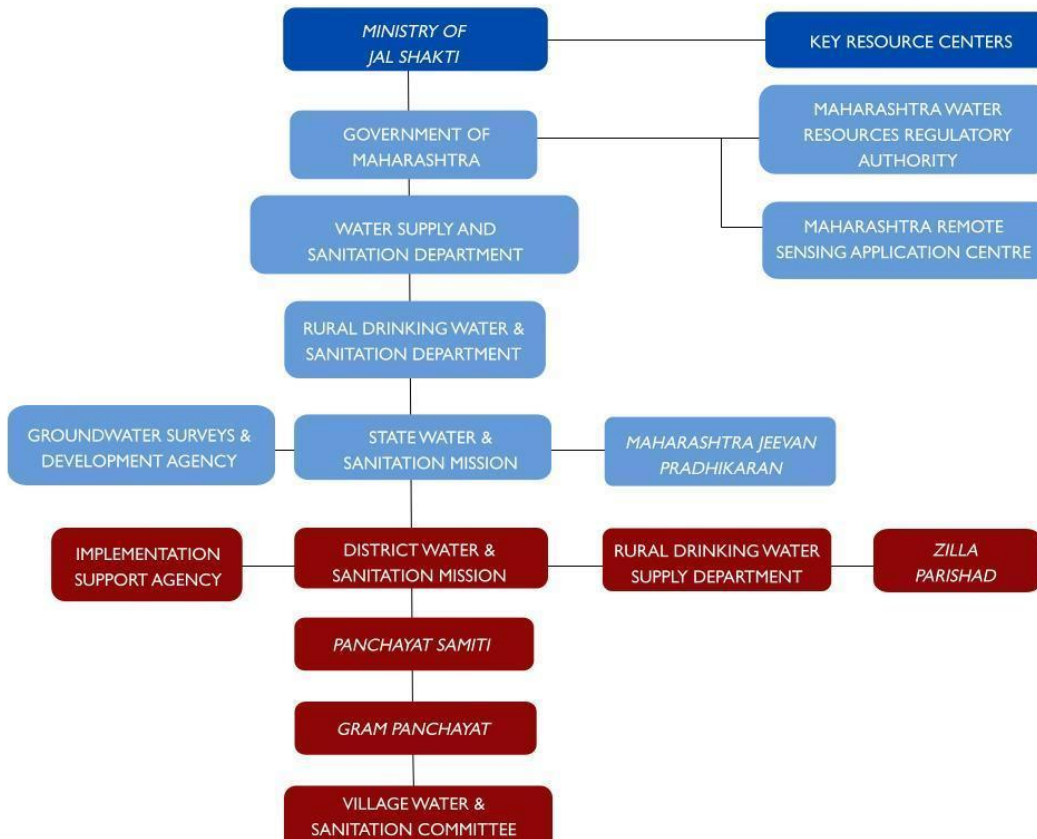 MINISTRY OF
JAL SHAKTI
KEY RESOURCE CENTERS
GOVERNMENT OF
MAHARASHTRA
MAHARASHTRA WATER
RESOURCES REGULATORY
AUTHORITY
WATER SUPPLY AND
SANITATION DEPARTMENT
MAHARASHTRA REMOTE
SENSING APPLICATION CENTRE
RURAL DRINKING WATER &
SANITATION DEPARTMENT
GROUNDWATER SURVEYS &
DEVELOPMENT AGENCY
STATE WATER &
SANITATION MISSION
MAHARASHTRA JEEVAN
PRADHIKARAN
IMPLEMENTATION
SUPPORT AGENCY
DISTRICT WATER &
SANITATION MISSION
RURAL DRINKING WATER
SUPPLY DEPARTMENT
ZILLA
PARISHAD
PANCHAYAT SAMITI
GRAM PANCHAYAT
VILLAGE WATER &
SANITATION COMMITTEE